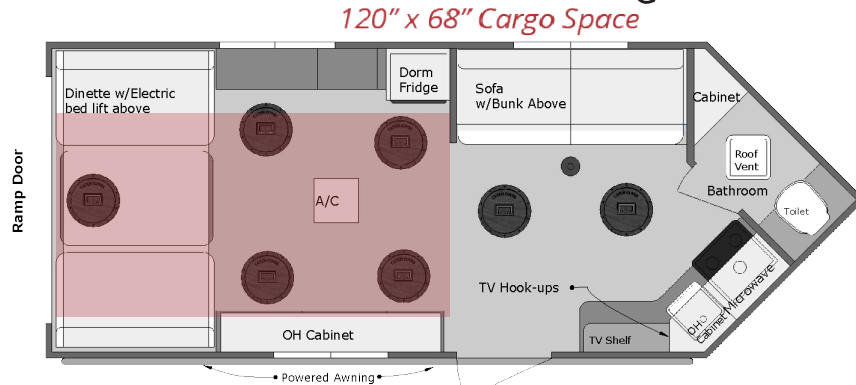 120” x 68” Cargo Space
Dorm
Fridge
Dinette w/Electric
bed lift above
Sofa
w/Bunk Above
Cabinet
Roof
Vent
Bathroom
Toilet
Ramp Door
A/C
TV Hook-ups
Microwave
OH
Cabinet
OH Cabinet
TV Shelf
Powered Awning